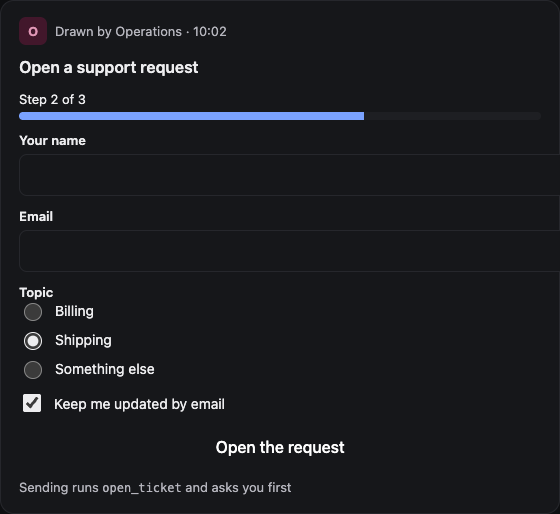 O
Drawn by Operations · 10:02
Open a support request
Step 2 of 3
Your name
Email
Topic
Billing
Shipping
Something else
Keep me updated by email
Open the request
Sending runs open_ticket and asks you first